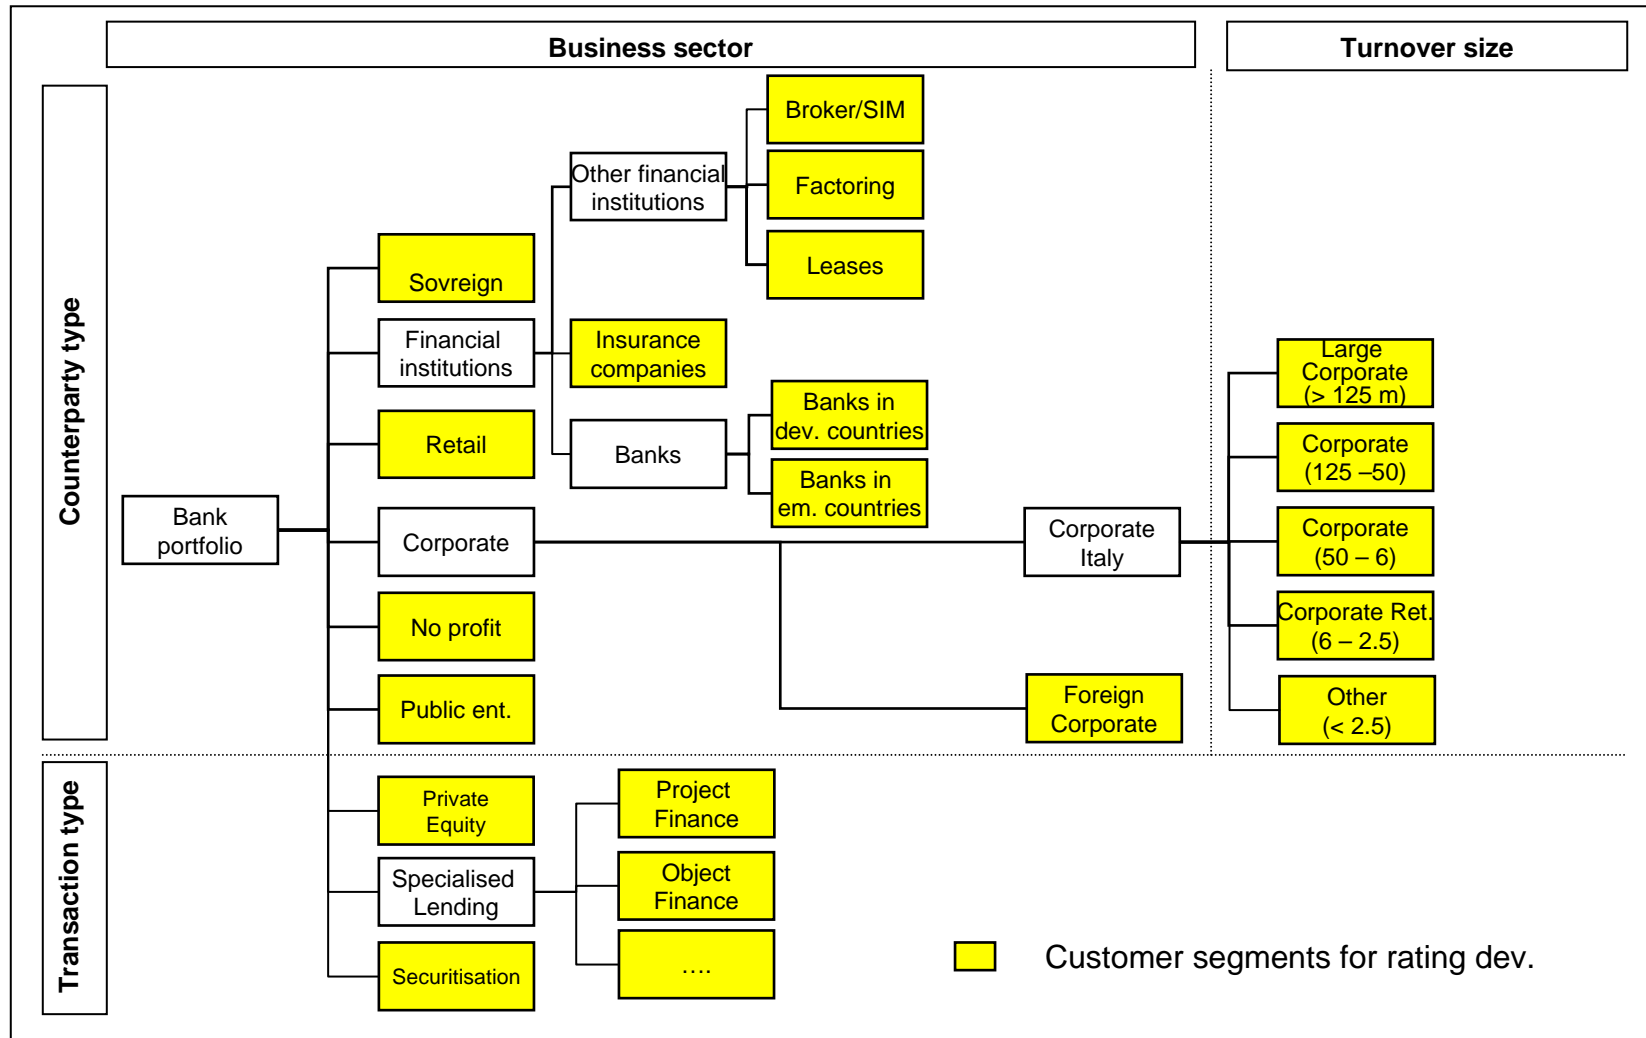 Business sector
Turnover size
Counterparty type
Transaction type
Bank
portfolio
Sovreign
Financial
institutions
Retail
Corporate
No profit
Public ent.
Private
Equity
Specialised
Lending
Securitisation
Other financial
institutions
Insurance
companies
Banks
Broker/SIM
Factoring
Leases
Banks in
dev. countries
Banks in
em. countries
Corporate
Italy
Foreign
Corporate
Large
Corporate
(> 125 m)
Corporate
(125 –50)
Corporate
(50 – 6)
Corporate Ret.
(6 – 2.5)
Other
(< 2.5)
Project
Finance
Object
Finance
….
Customer segments for rating dev.